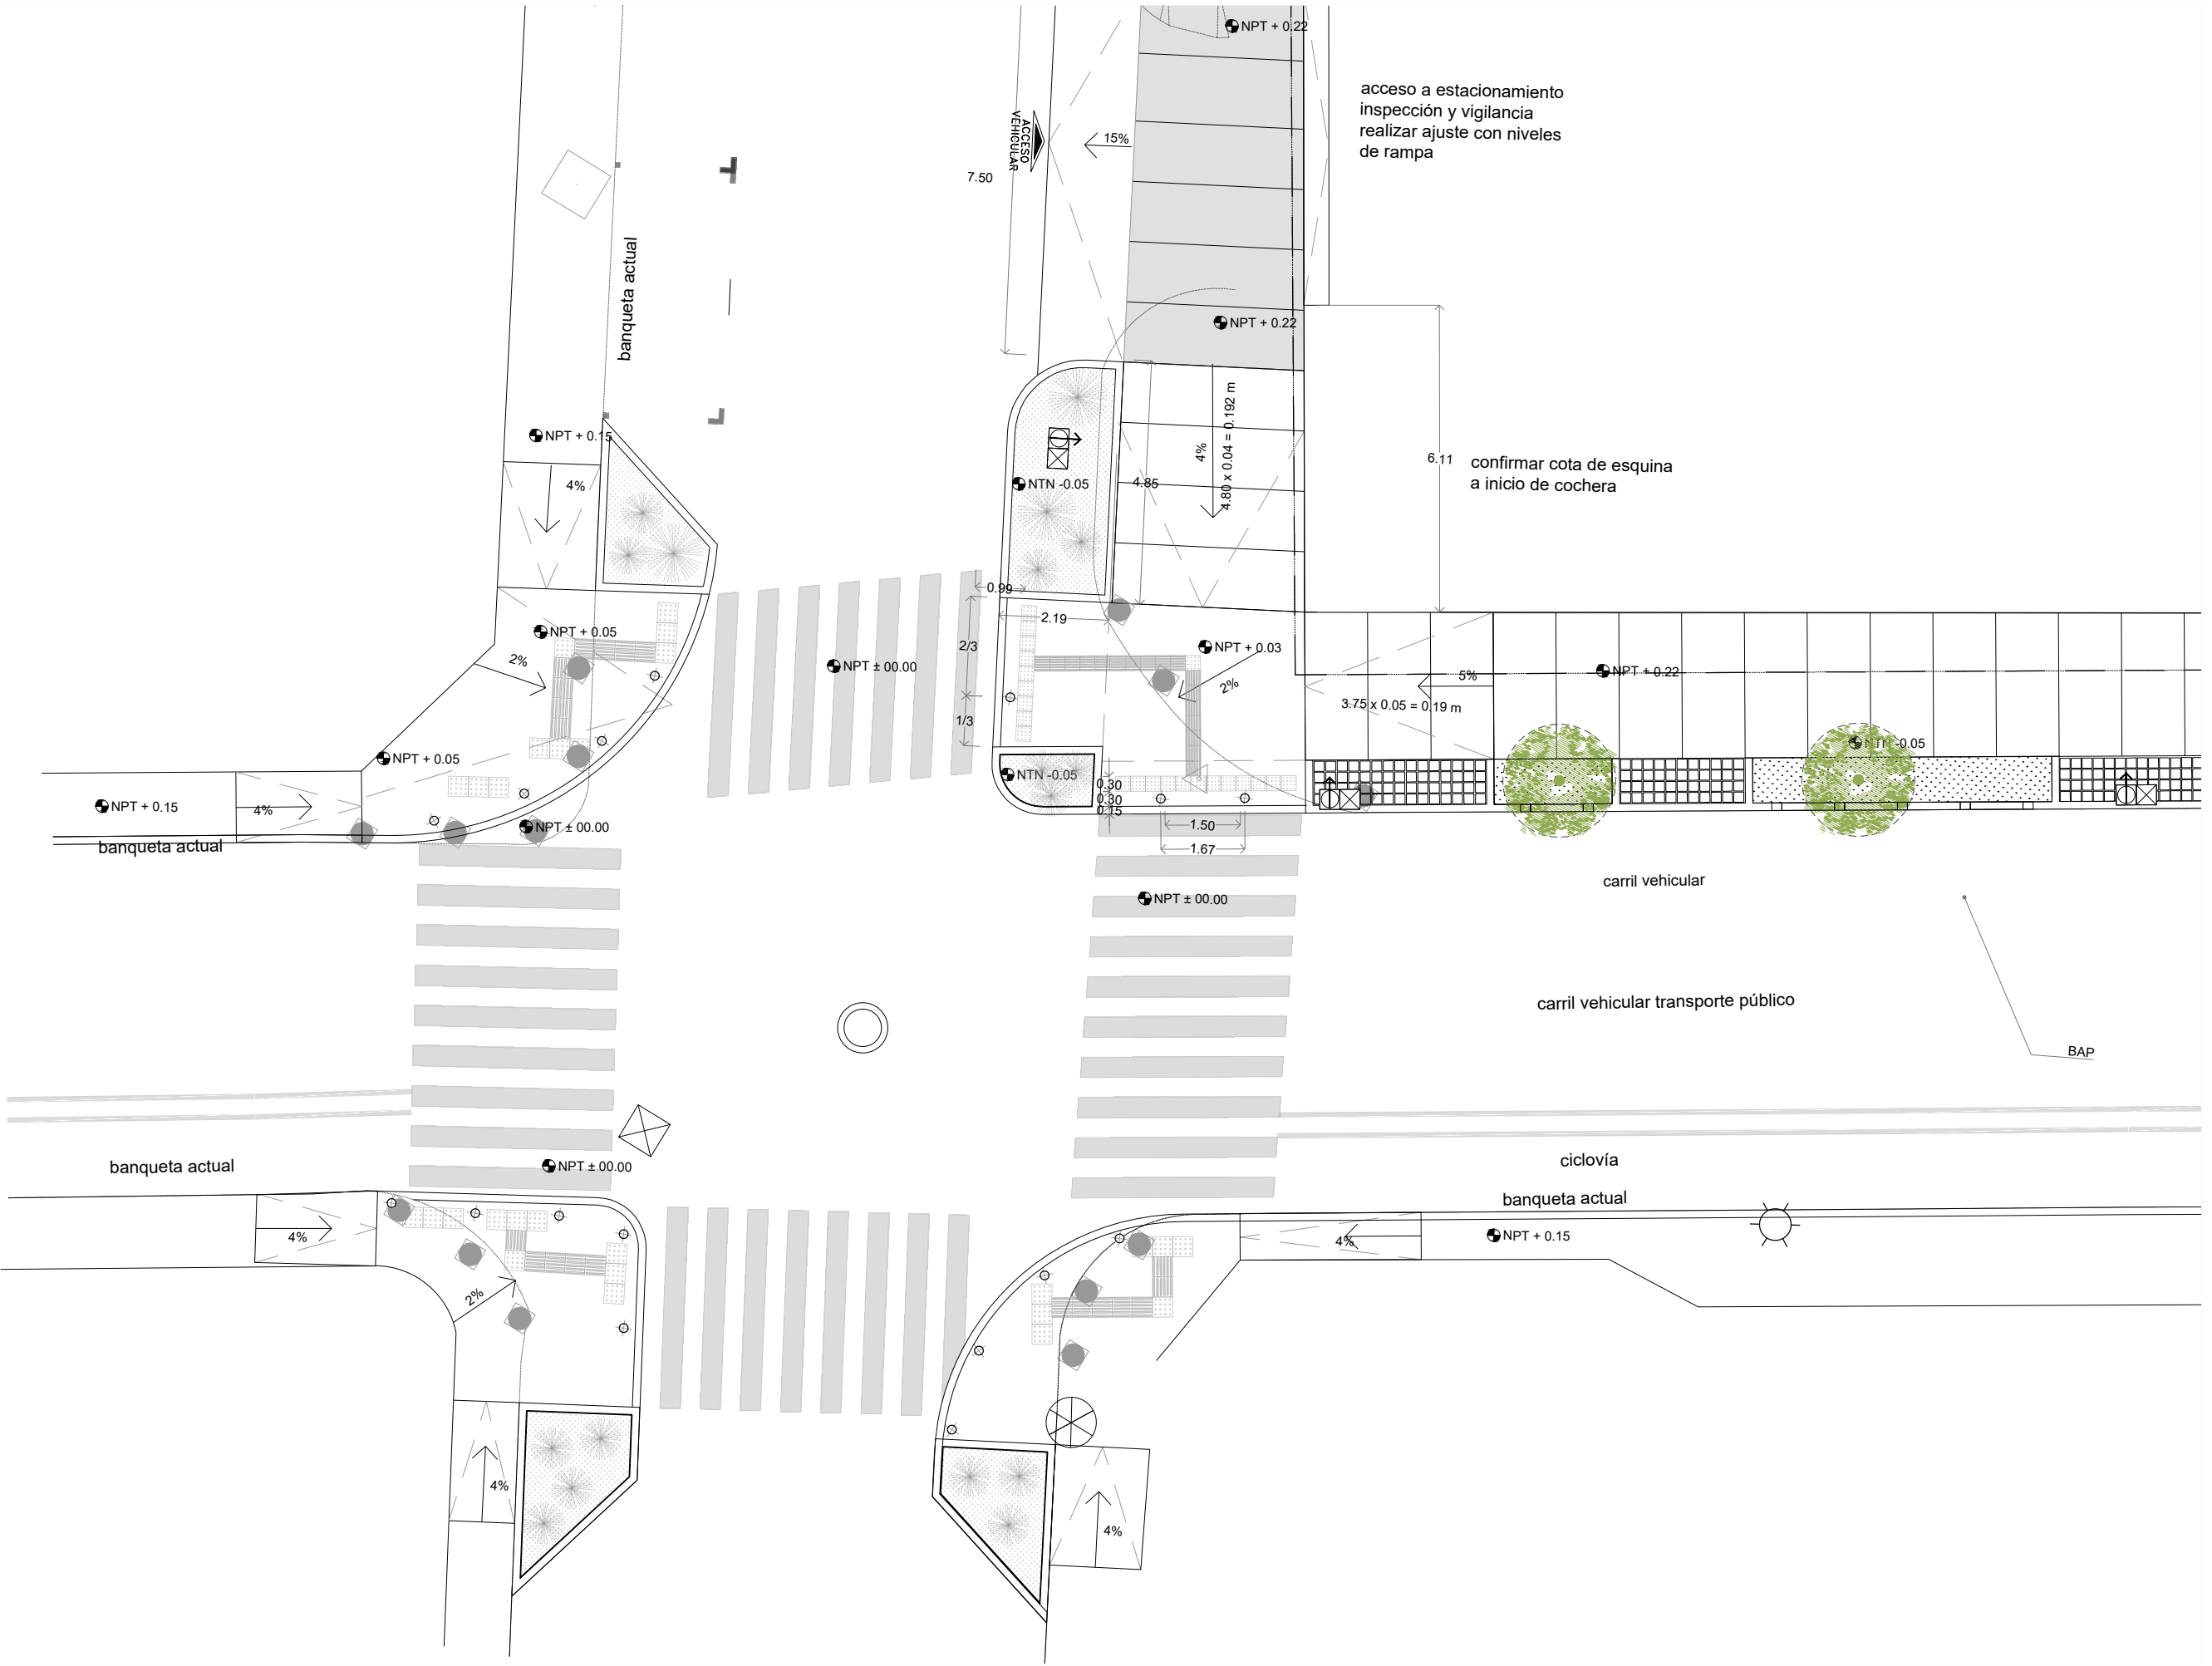 NPT + 0.22
acceso a estacionamiento
inspección y vigilancia
realizar ajuste con niveles
de rampa
ACCESO
VEHICULAR
15%
7.50
banqueta actual
NPT + 0.22
4%
4.80 x 0.04 = 0.192 m
6.11
confirmar cota de esquina
a inicio de cochera
NPT + 0.15
4%
NTN -0.05
4.85
0.99
2.19
NPT + 0.05
2%
2/3
NPT ± 00.00
NPT + 0.03
2%
5%
NPT + 0.22
3.75 x 0.05 = 0.19 m
1/3
NPT + 0.05
NTN -0.05
NTN -0.05
0.30
0.30
0.15
NPT + 0.15
4%
NPT ± 00.00
1.50
1.67
banqueta actual
carril vehicular
NPT ± 00.00
carril vehicular transporte público
BAP
banqueta actual
NPT ± 00.00
ciclovía
banqueta actual
4%
4%
NPT + 0.15
2%
4%
4%